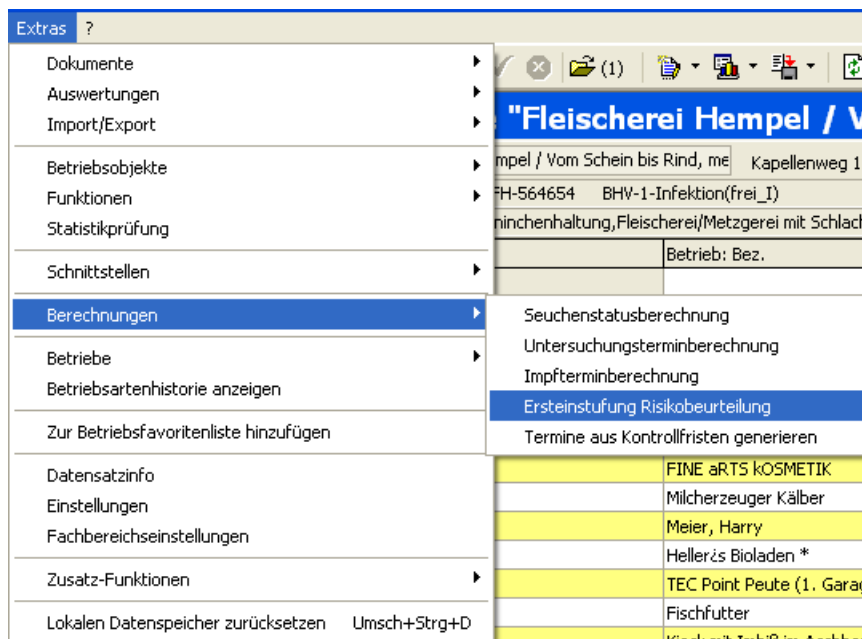 Extras ?
Dokumente
Auswertungen
Import/Export
Betriebsobjekte
Funktionen
Statistikprüfung
Schnittstellen
Berechnungen
Betriebe
Betriebsartenhistorie anzeigen
Zur Betriebsfavoritenliste hinzufügen
Datensatzinfo
Einstellungen
Fachbereichseinstellungen
Zusatz-Funktionen
Lokalen Datenspeicher zurücksetzen Umsch+Strg+D
(1)
"Fleischerei Hempel / V
mpel / Vom Schein bis Rind, me Kapellenweg 1
FH-564654 BHV-1-Infektion(frei_I)
ninchenhaltung,Fleischerei/Metzgerei mit Schlach
Betrieb: Bez.
Seuchenstatusberechnung
Untersuchungsterminberechnung
Impfterminberechnung
Ersteinstufung Risikobeurteilung
Termine aus Kontrollfristen generieren
FINE aRTS kOSMETIK
Milcherzeuger Kälber
Meier, Harry
Heller¿s Bioladen *
TEC Point Peute (1. Garag
Fischfutter